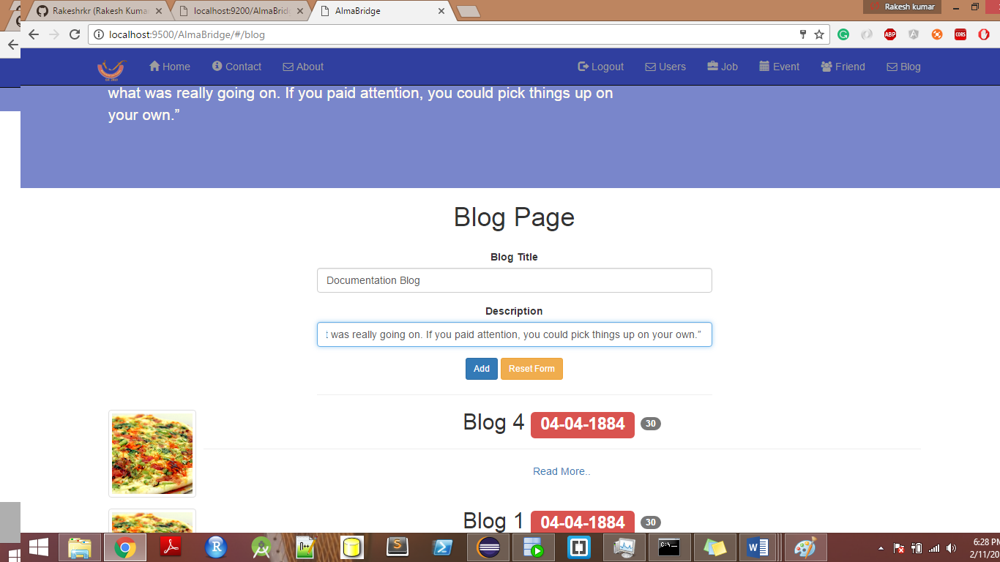 Rakesh kumar
Rakeshrkr (Rakesh Kuma
localhost:9200/AlmaBridg
AlmaBridge
localhost:9500/AlmaBridge/#/blog
ABP
CORS
Home
Contact
About
Logout
Users
Job
Event
Friend
Blog
what was really going on. If you paid attention, you could pick things up on
your own.”
Blog Page
Blog Title
Documentation Blog
Description
t was really going on. If you paid attention, you could pick things up on your own.”
Add
Reset Form
Blog 4 04-04-1884 30
Read More..
Blog 1 04-04-1884 30
6:28 PM
2/11/20